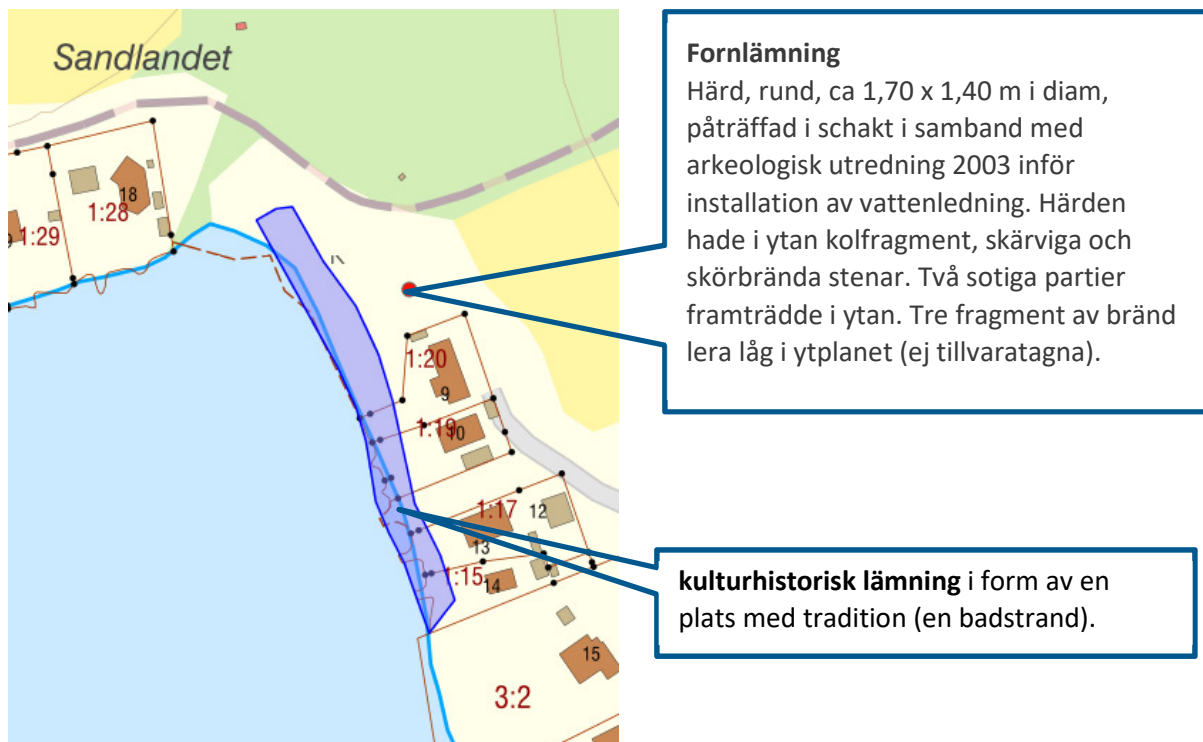 Sandlandet
18
1:28
1:29
9
1:20
9
1:19
10
1:17
12
13
1:15
14
15
3:2
Fornlämning
Härd, rund, ca 1,70 x 1,40 m i diam,
påträffad i schakt i samband med
arkeologisk utredning 2003 inför
installation av vattenledning. Härden
hade i ytan kolfragment, skärviga och
skörbrända stenar. Två sotiga partier
framträdde i ytan. Tre fragment av bränd
lera låg i ytplanet (ej tillvaratagna).
kulturhistorisk lämning i form av en
plats med tradition (en badstrand).